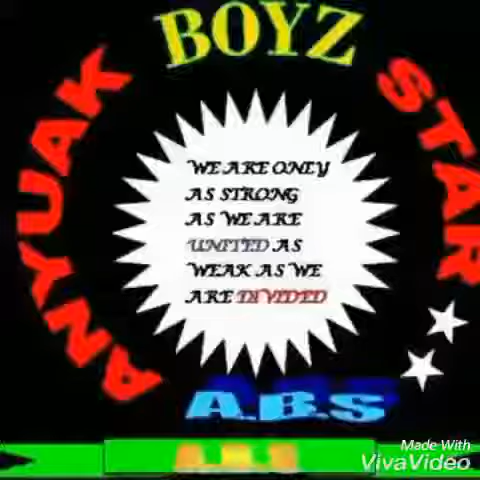 ANYUAK
BOYZ
STAR
WE ARE ONLY
AS STRONG
AS WE ARE
UNITED AS
WEAK AS WE
ARE DIVIDED
A.B.S
A.B.S
Made With
VivaVideo